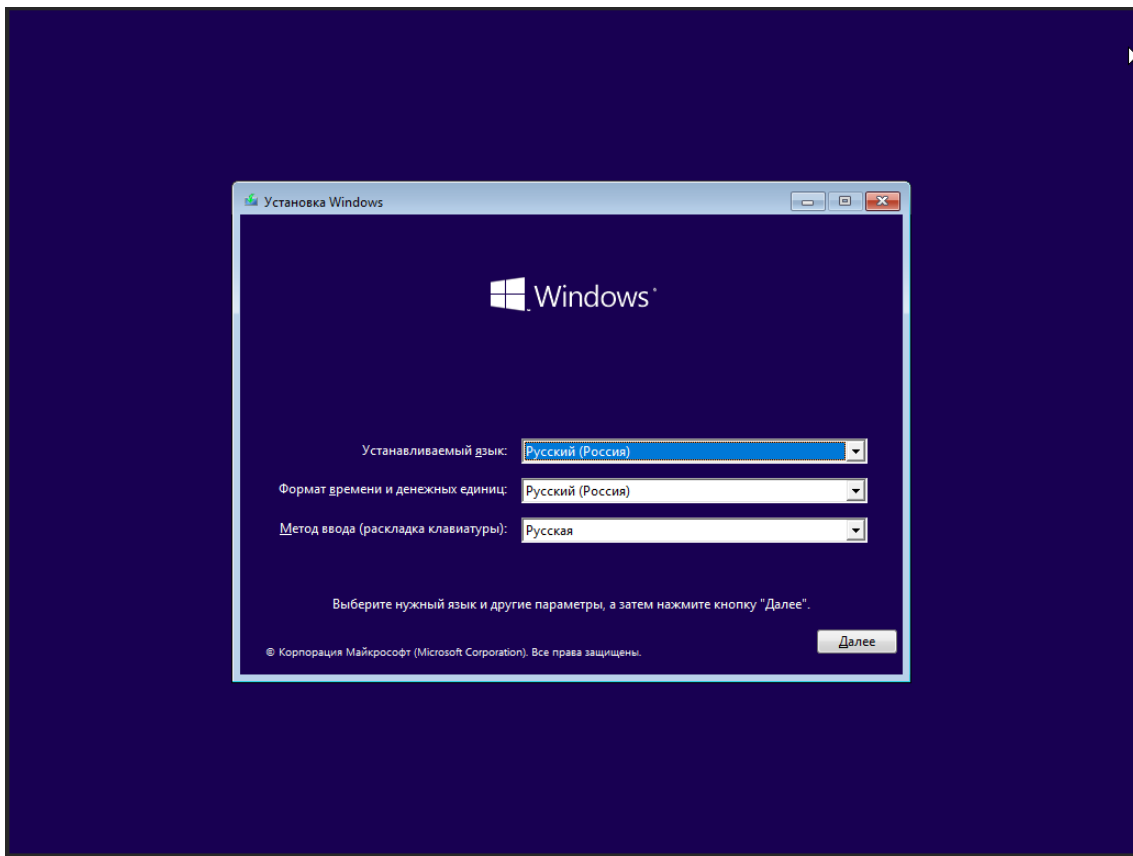 Установка Windows
Windows
Устанавливаемый язык: Русский (Россия)
Формат времени и денежных единиц: Русский (Россия)
Метод ввода (раскладка клавиатуры): Русская
Выберите нужный язык и другие параметры, а затем нажмите кнопку "Далее".
Далее
© Корпорация Майкрософт (Microsoft Corporation). Все права защищены.